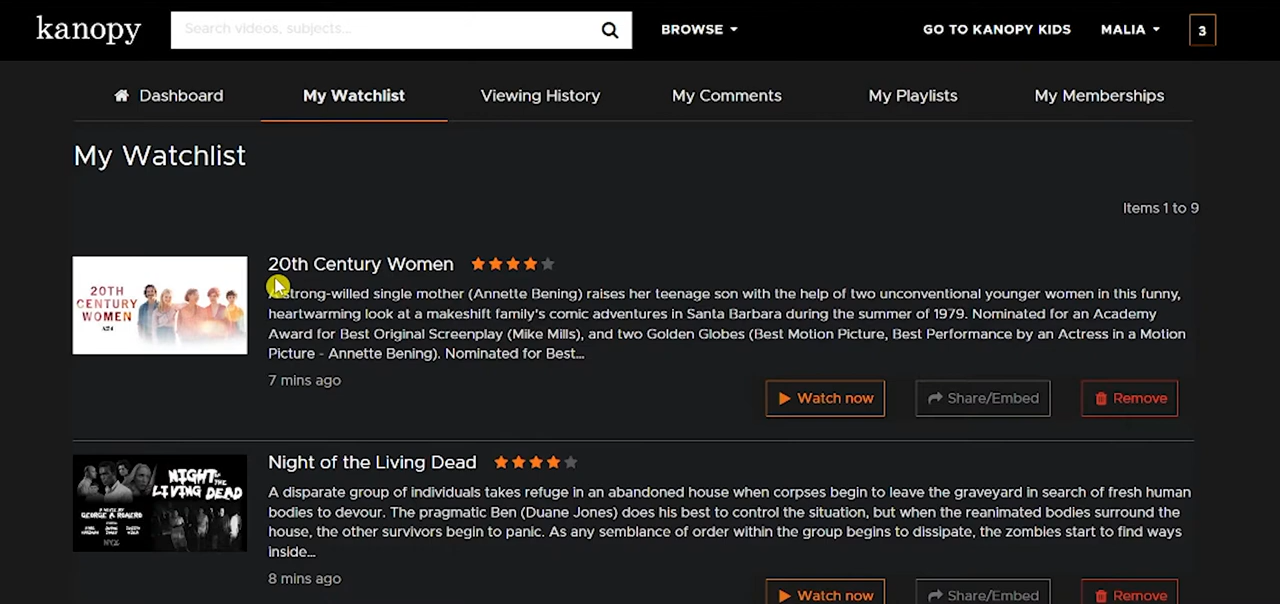 kanopy
Search videos, subjects...
BROWSE
GO TO KANOPY KIDS
MALIA
3
Dashboard
My Watchlist
Viewing History
My Comments
My Playlists
My Memberships
My Watchlist
Items 1 to 9
20TH
CENTURY
WOMEN
20th Century Women
A strong-willed single mother (Annette Bening) raises her teenage son with the help of two unconventional younger women in this funny,
heartwarming look at a makeshift family's comic adventures in Santa Barbara during the summer of 1979. Nominated for an Academy
Award for Best Original Screenplay (Mike Mills), and two Golden Globes (Best Motion Picture, Best Performance by an Actress in a Motion
Picture - Annette Bening). Nominated for Best...
7 mins ago
Watch now
Share/Embed
Remove
NIGHT OF THE
LIVING DEAD
GEORGE A. ROMERO
Night of the Living Dead
A disparate group of individuals takes refuge in an abandoned house when corpses begin to leave the graveyard in search of fresh human
bodies to devour. The pragmatic Ben (Duane Jones) does his best to control the situation, but when the reanimated bodies surround the
house, the other survivors begin to panic. As any semblance of order within the group begins to dissipate, the zombies start to find ways
inside...
8 mins ago
Watch now
Share/Embed
Remove